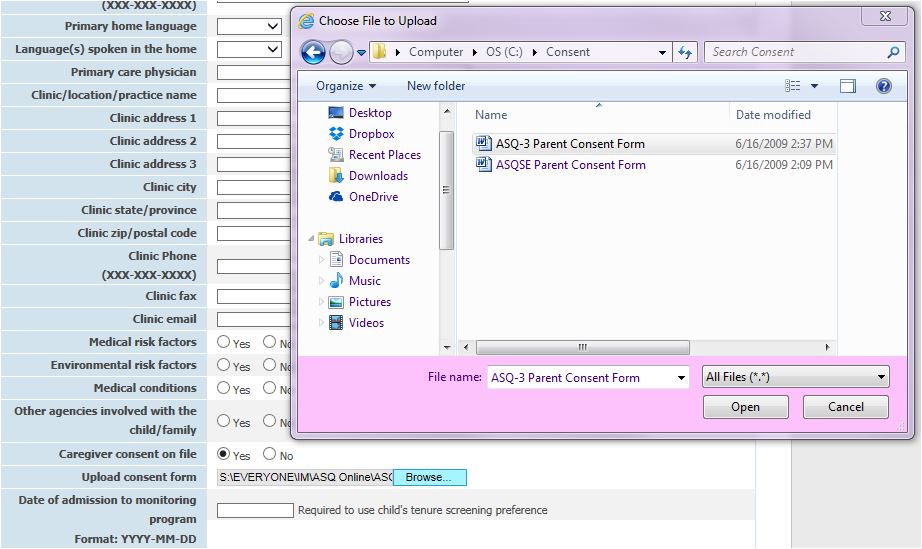 (XXX-XXX-XXXX)
Primary home language
Language(s) spoken in the home
Primary care physician
Clinic/location/practice name
Clinic address 1
Clinic address 2
Clinic address 3
Clinic city
Clinic state/province
Clinic zip/postal code
Clinic Phone
(XXX-XXX-XXXX)
Clinic fax
Clinic email
Medical risk factors Yes No
Environmental risk factors Yes No
Medical conditions Yes No
Other agencies involved with the
child/family Yes No
Caregiver consent on file Yes No
Upload consent form S:\EVERYONE\IM\ASQ Online\ASQ Browse...
Date of admission to monitoring
program
Format: YYYY-MM-DD
Required to use child's tenure screening preference
Choose File to Upload
Computer OS (C:) Consent Search Consent
Organize New folder
Desktop
Dropbox
Recent Places
Downloads
OneDrive
Libraries
Documents
Music
Pictures
Videos
Name Date modified
ASQ-3 Parent Consent Form 6/16/2009 2:37 PM
ASQSE Parent Consent Form 6/16/2009 2:09 PM
File name: ASQ-3 Parent Consent Form All Files (*.*)
Open Cancel